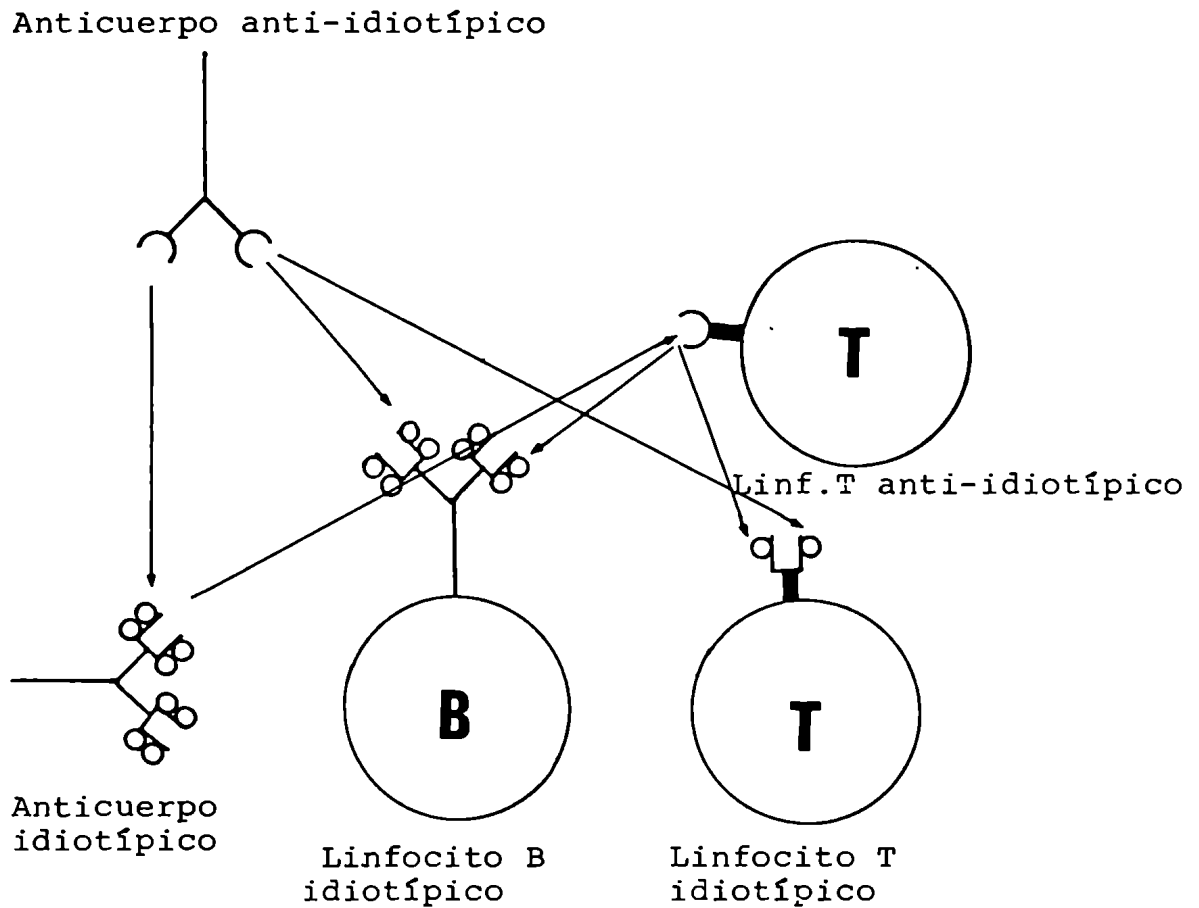 Anticuerpo anti-idiotípico
T
Linf.T anti-idiotípico
B
T
Anticuerpo
idiotípico
Linfocito B
idiotípico
Linfocito T
idiotípico